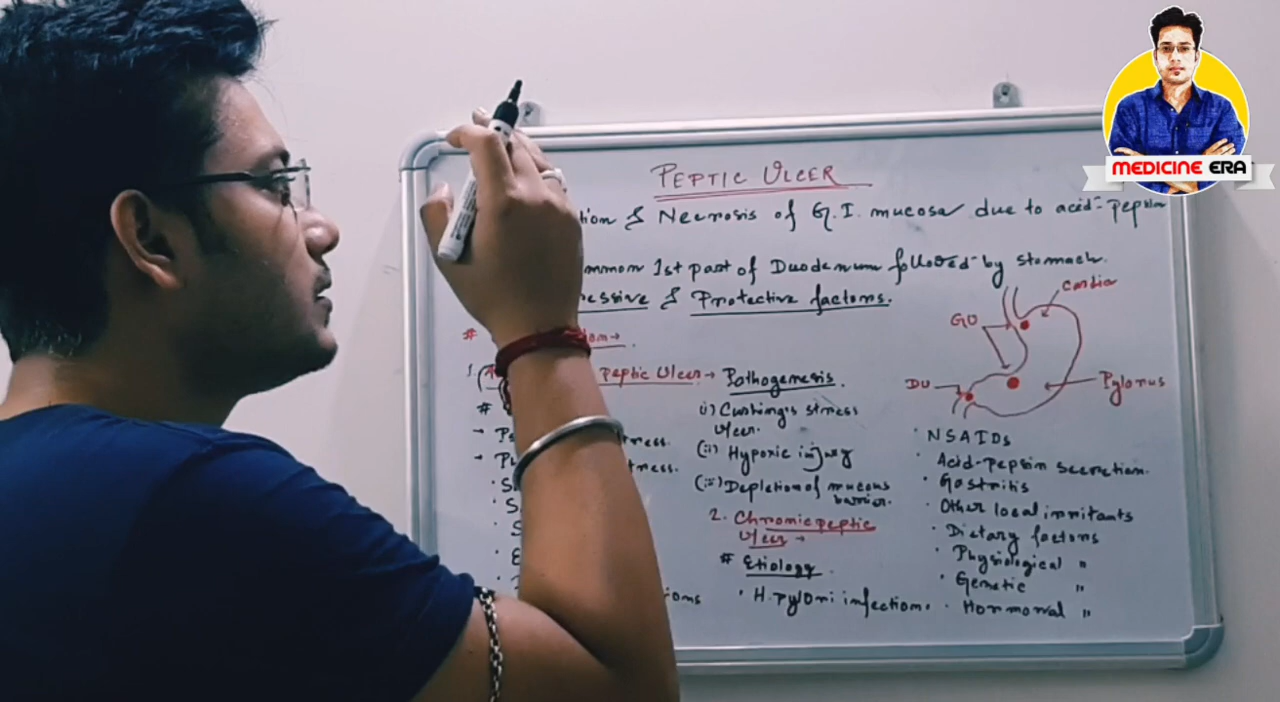 MEDICINE ERA
PEPTIC ULCER
& Necrosis of G. I. mucosa due to acid-pepsin
1st part of Duodenum followed by stomach.
& Protective factors.
#
1. Peptic Ulcer → Pathogenesis.
#
i) Cushing's stress
Ulcer.
(ii) Hypoxic injury
(iii) Depletion of mucous
barrier.
2. Chronic peptic
Ulcer →
# Etiology.
• H. pylori infection.
Cardia
GU
DU
Pylorus
• NSAIDs
• Acid-pepsin secretion.
• Gastritis
• Other local irritants
• Dietary factors
• Physiological "
• Genetic "
• Hormonal "